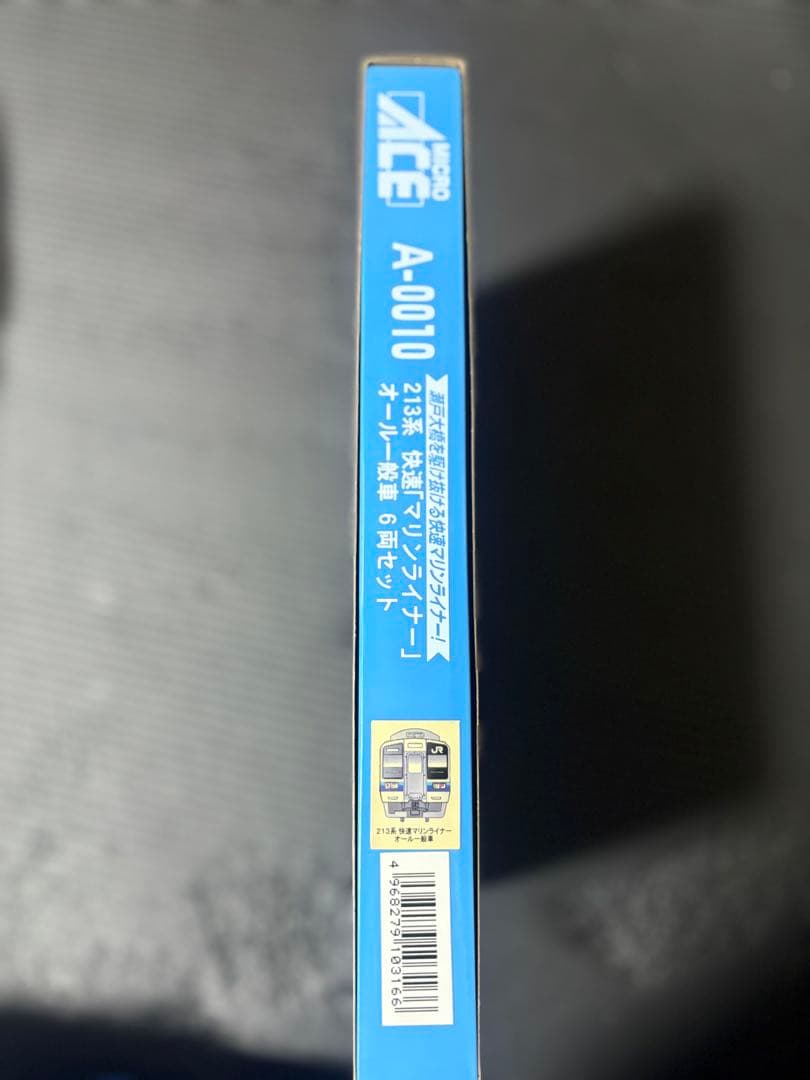 MICRO
ACE
A-0010
瀬戸大橋を駆け抜ける快速マリンライナー!
213系 快速「マリンライナー」
オール一般車 6両セット
JR
213系 快速マリンライナー
オール一般車
4968279103166